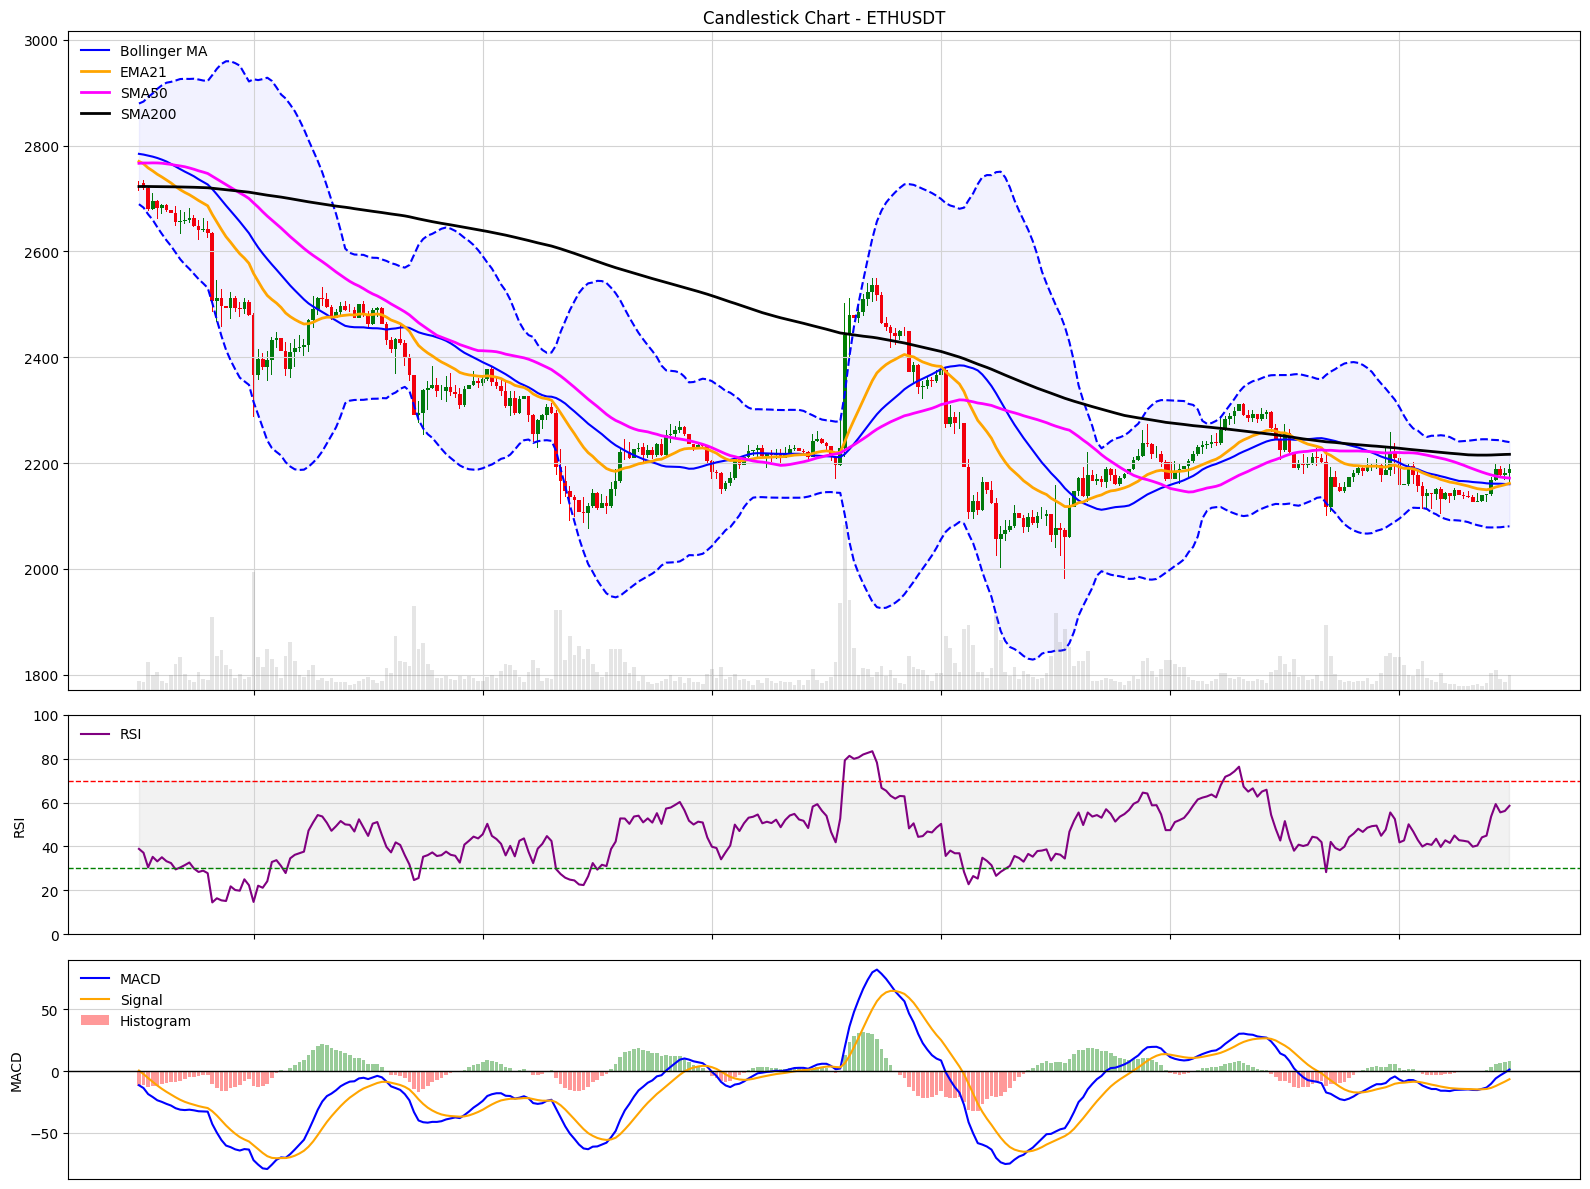 Candlestick Chart - ETHUSDT
3000
2800
2600
2400
2200
2000
1800
Bollinger MA
EMA21
SMA50
SMA200
RSI
100
80
60
40
20
0
RSI
MACD
50
0
−50
MACD
Signal
Histogram